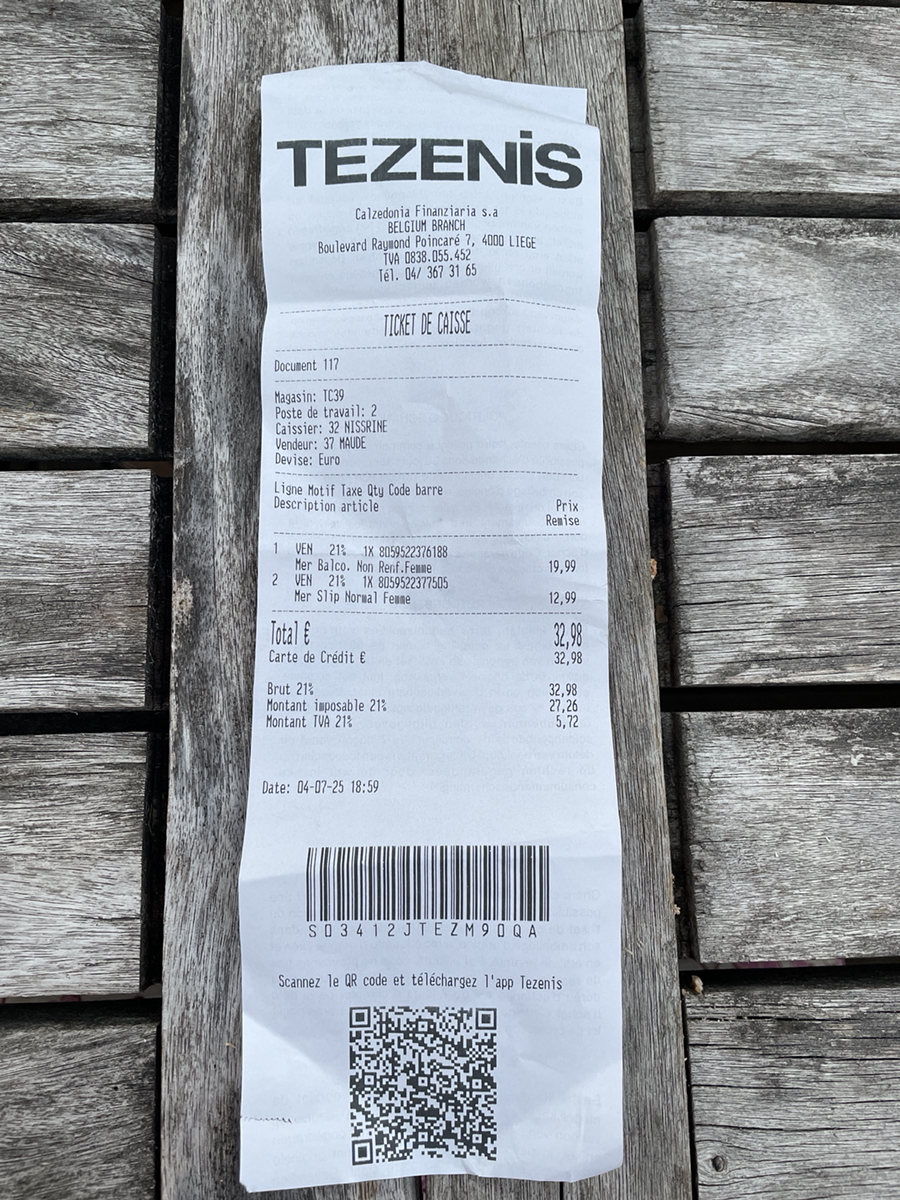 TEZENiS
Calzedonia Finanziaria s.a
BELGIUM BRANCH
Boulevard Raymond Poincaré 7, 4000 LIEGE
TVA 0838.055.452
Tél. 04/ 367 31 65
TICKET DE CAISSE
Document 117
Magasin: TC39
Poste de travail: 2
Caissier: 32 NISSRINE
Vendeur: 37 MAUDE
Devise: Euro
Ligne Motif Taxe Qty Code barre
Description article Prix
Remise
1 VEN 21% 1X 8059522376188
Mer Balco. Non Renf.Femme 19,99
2 VEN 21% 1X 8059522377505
Mer Slip Normal Femme 12,99
Total € 32,98
Carte de Crédit € 32,98
Brut 21% 32,98
Montant imposable 21% 27,26
Montant TVA 21% 5,72
Date: 04-07-25 18:59
S03412JTEZM90QA
Scannez le QR code et téléchargez l'app Tezenis